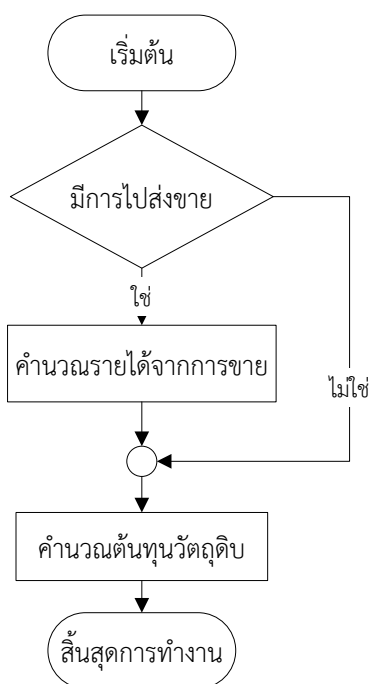 เริ่มต้น
มีการไปส่งขาย
ใช่
คำนวณรายได้จากการขาย
ไม่ใช่
คำนวณต้นทุนวัตถุดิบ
สิ้นสุดการทำงาน